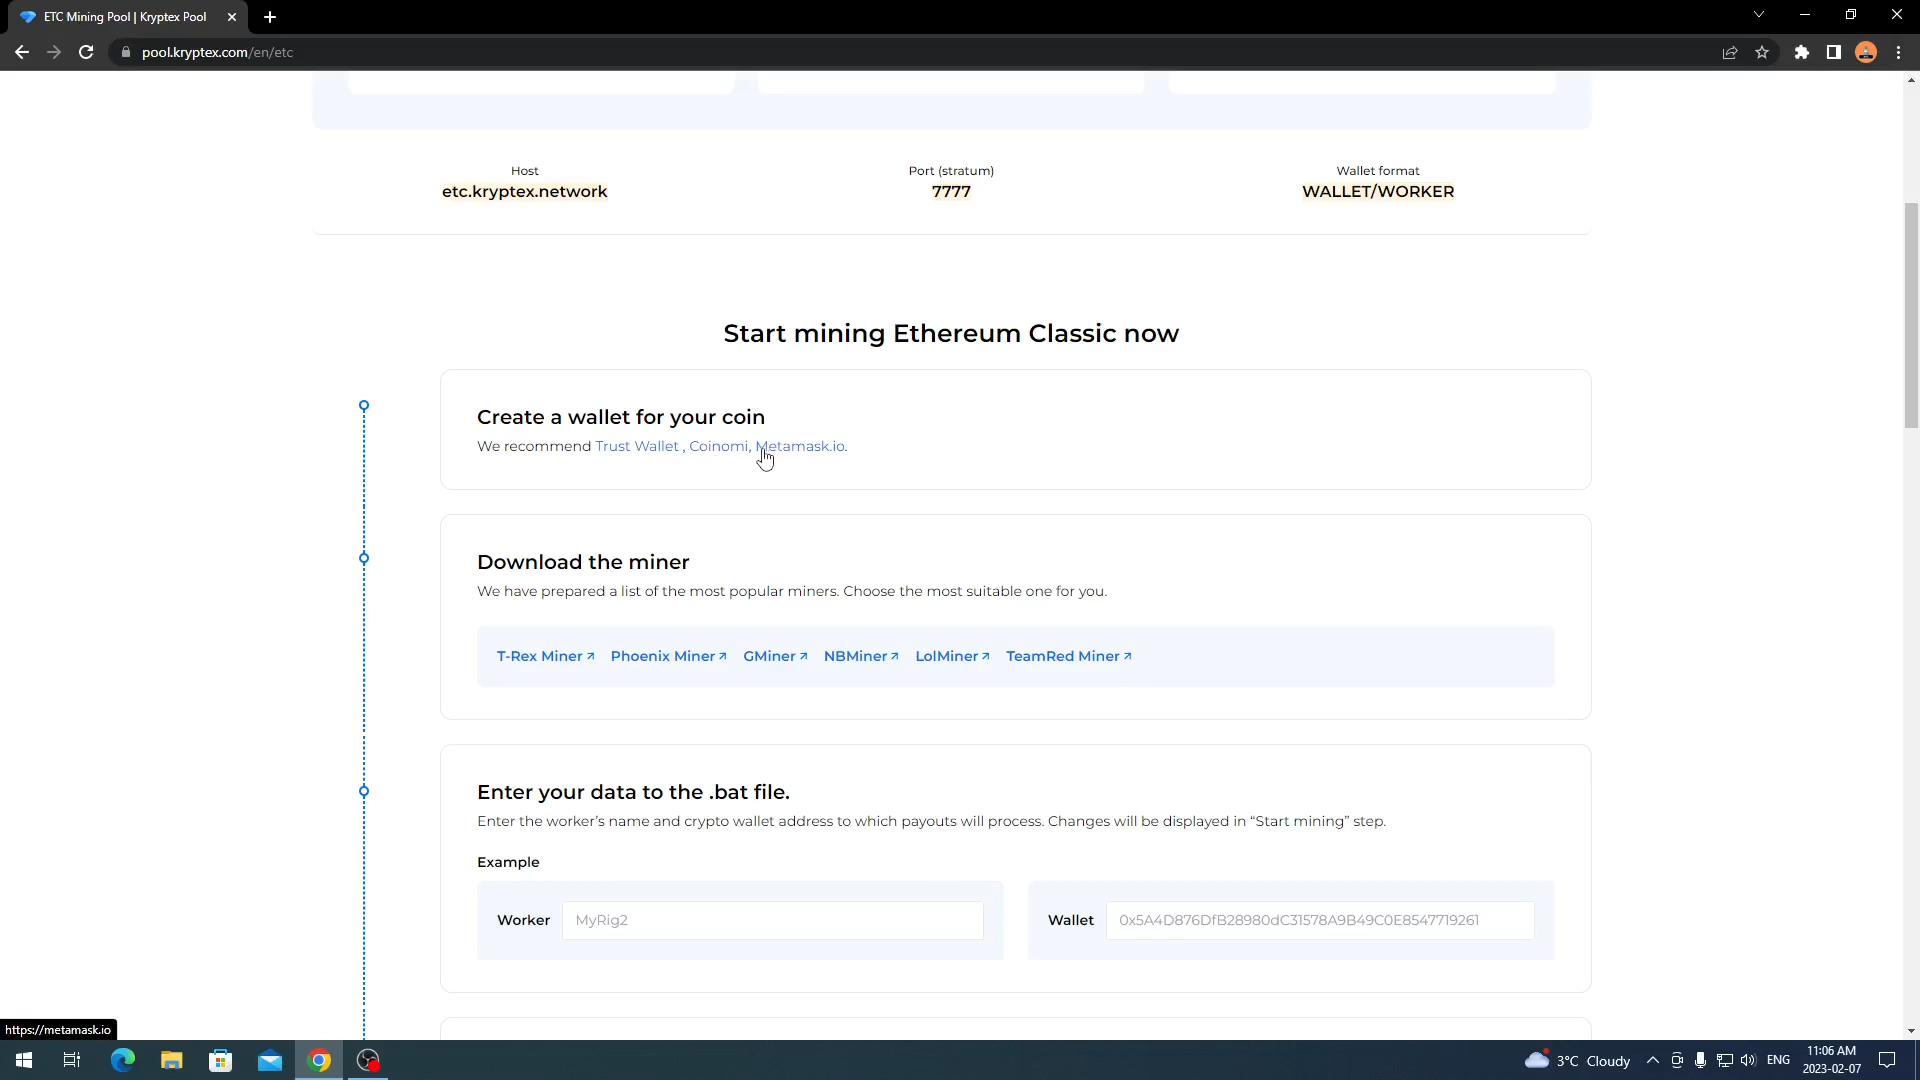 ETC Mining Pool | Kryptex Pool
pool.kryptex.com/en/etc
Host
etc.kryptex.network
Port (stratum)
7777
Wallet format
WALLET/WORKER
Start mining Ethereum Classic now
Create a wallet for your coin
We recommend Trust Wallet , Coinomi, Metamask.io.
Download the miner
We have prepared a list of the most popular miners. Choose the most suitable one for you.
T-Rex Miner Phoenix Miner GMiner NBMiner LolMiner TeamRed Miner
Enter your data to the .bat file.
Enter the worker’s name and crypto wallet address to which payouts will process. Changes will be displayed in “Start mining” step.
Example
Worker MyRig2
Wallet 0x5A4D876DfB28980dC31578A9B49C0E8547719261
https://metamask.io
3°C Cloudy
ENG
11:06 AM
2023-02-07